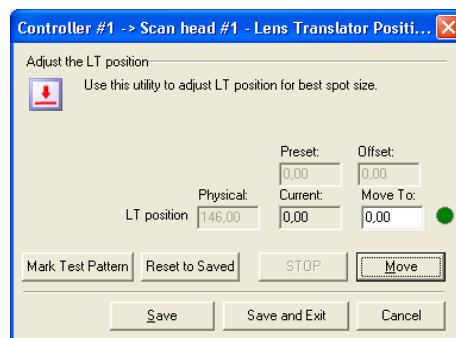 Controller #1 -> Scan head #1 - Lens Translator Positi...
Adjust the LT position
Use this utility to adjust LT position for best spot size.
Preset: Offset:
0,00 0,00
Physical: Current: Move To:
LT position 146,00 0,00 0,00
Mark Test Pattern Reset to Saved STOP Move
Save Save and Exit Cancel